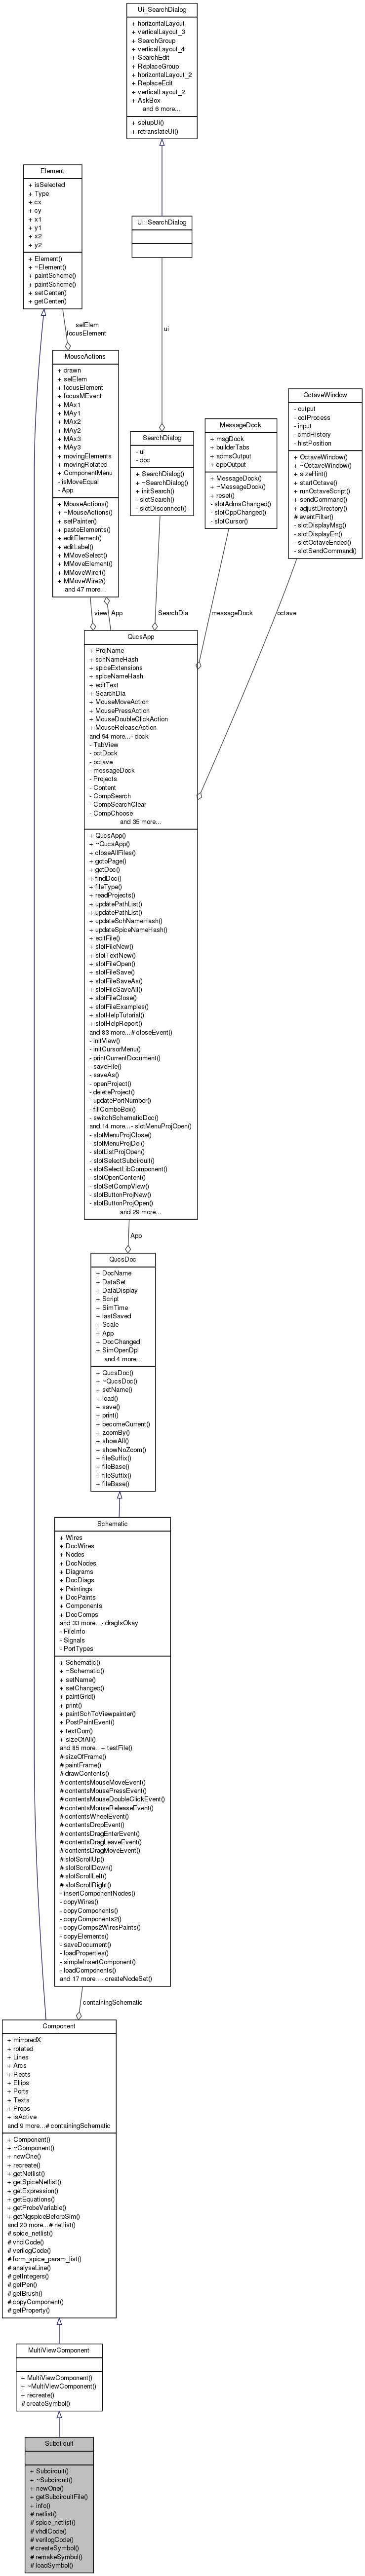 Ui_SearchDialog
+ horizontalLayout
+ verticalLayout_3
+ SearchGroup
+ verticalLayout_4
+ SearchEdit
+ ReplaceGroup
+ horizontalLayout_2
+ ReplaceEdit
+ verticalLayout_2
+ AskBox
and 6 more...
+ setupUi()
+ retranslateUi()
Element
+ isSelected
+ Type
+ cx
+ cy
+ x1
+ y1
+ x2
+ y2
+ Element()
+ ~Element()
+ paintScheme()
+ paintScheme()
+ setCenter()
+ getCenter()
Ui::SearchDialog
selElem
focusElement
ui
MouseActions
+ drawn
+ selElem
+ focusElement
+ focusMEvent
+ MAx1
+ MAy1
+ MAx2
+ MAy2
+ MAx3
+ MAy3
+ movingElements
+ movingRotated
+ ComponentMenu
- isMoveEqual
- App
+ MouseActions()
+ ~MouseActions()
+ setPainter()
+ pasteElements()
+ editElement()
+ editLabel()
+ MMoveSelect()
+ MMoveElement()
+ MMoveWire1()
+ MMoveWire2()
and 47 more...
SearchDialog
- ui
- doc
+ SearchDialog()
+ ~SearchDialog()
+ initSearch()
- slotSearch()
- slotDisconnect()
MessageDock
+ msgDock
+ builderTabs
+ admsOutput
+ cppOutput
+ MessageDock()
+ ~MessageDock()
+ reset()
- slotAdmsChanged()
- slotCppChanged()
- slotCursor()
OctaveWindow
- output
- octProcess
- input
- cmdHistory
- histPosition
+ OctaveWindow()
+ ~OctaveWindow()
+ sizeHint()
+ startOctave()
+ runOctaveScript()
+ sendCommand()
+ adjustDirectory()
# eventFilter()
- slotDisplayMsg()
- slotDisplayErr()
- slotOctaveEnded()
- slotSendCommand()
view
App
SearchDia
messageDock
octave
QucsApp
+ ProjName
+ schNameHash
+ spiceExtensions
+ spiceNameHash
+ editText
+ SearchDia
+ MouseMoveAction
+ MousePressAction
+ MouseDoubleClickAction
+ MouseReleaseAction
and 94 more...- dock
- TabView
- octDock
- octave
- messageDock
- Projects
- Content
- CompSearch
- CompSearchClear
- CompChoose
and 35 more...
+ QucsApp()
+ ~QucsApp()
+ closeAllFiles()
+ gotoPage()
+ getDoc()
+ findDoc()
+ fileType()
+ readProjects()
+ updatePathList()
+ updatePathList()
+ updateSchNameHash()
+ updateSpiceNameHash()
+ editFile()
+ slotFileNew()
+ slotTextNew()
+ slotFileOpen()
+ slotFileSave()
+ slotFileSaveAs()
+ slotFileSaveAll()
+ slotFileClose()
+ slotFileExamples()
+ slotHelpTutorial()
+ slotHelpReport()
and 83 more...# closeEvent()
- initView()
- initCursorMenu()
- printCurrentDocument()
- saveFile()
- saveAs()
- openProject()
- deleteProject()
- updatePortNumber()
- fillComboBox()
- switchSchematicDoc()
and 14 more...- slotMenuProjOpen()
- slotMenuProjClose()
- slotMenuProjDel()
- slotListProjOpen()
- slotSelectSubcircuit()
- slotSelectLibComponent()
- slotOpenContent()
- slotSetCompView()
- slotButtonProjNew()
- slotButtonProjOpen()
and 29 more...
App
QucsDoc
+ DocName
+ DataSet
+ DataDisplay
+ Script
+ SimTime
+ lastSaved
+ Scale
+ App
+ DocChanged
+ SimOpenDpl
and 4 more...
+ QucsDoc()
+ ~QucsDoc()
+ setName()
+ load()
+ save()
+ print()
+ becomeCurrent()
+ zoomBy()
+ showAll()
+ showNoZoom()
+ fileSuffix()
+ fileBase()
+ fileSuffix()
+ fileBase()
Schematic
+ Wires
+ DocWires
+ Nodes
+ DocNodes
+ Diagrams
+ DocDiags
+ Paintings
+ DocPaints
+ Components
+ DocComps
and 33 more...- dragIsOkay
- FileInfo
- Signals
- PortTypes
+ Schematic()
+ ~Schematic()
+ setName()
+ setChanged()
+ paintGrid()
+ print()
+ paintSchToViewpainter()
+ PostPaintEvent()
+ textCorr()
+ sizeOfAll()
and 85 more...+ testFile()
# sizeOfFrame()
# paintFrame()
# drawContents()
# contentsMouseMoveEvent()
# contentsMousePressEvent()
# contentsMouseDoubleClickEvent()
# contentsMouseReleaseEvent()
# contentsWheelEvent()
# contentsDropEvent()
# contentsDragEnterEvent()
# contentsDragLeaveEvent()
# contentsDragMoveEvent()
# slotScrollUp()
# slotScrollDown()
# slotScrollLeft()
# slotScrollRight()
- insertComponentNodes()
- copyWires()
- copyComponents()
- copyComponents2()
- copyComps2WiresPaints()
- copyElements()
- saveDocument()
- loadProperties()
- simpleInsertComponent()
- loadComponents()
and 17 more...- createNodeSet()
containingSchematic
Component
+ mirroredX
+ rotated
+ Lines
+ Arcs
+ Rects
+ Ellips
+ Ports
+ Texts
+ Props
+ isActive
and 9 more...# containingSchematic
+ Component()
+ ~Component()
+ newOne()
+ recreate()
+ getNetlist()
+ getSpiceNetlist()
+ getExpression()
+ getEquations()
+ getProbeVariable()
+ getNgspiceBeforeSim()
and 20 more...# netlist()
# spice_netlist()
# vhdlCode()
# verilogCode()
# form_spice_param_list()
# analyseLine()
# getIntegers()
# getPen()
# getBrush()
# copyComponent()
# getProperty()
MultiViewComponent
+ MultiViewComponent()
+ ~MultiViewComponent()
+ recreate()
# createSymbol()
Subcircuit
+ Subcircuit()
+ ~Subcircuit()
+ newOne()
+ getSubcircuitFile()
+ info()
# netlist()
# spice_netlist()
# vhdlCode()
# verilogCode()
# createSymbol()
# remakeSymbol()
# loadSymbol()